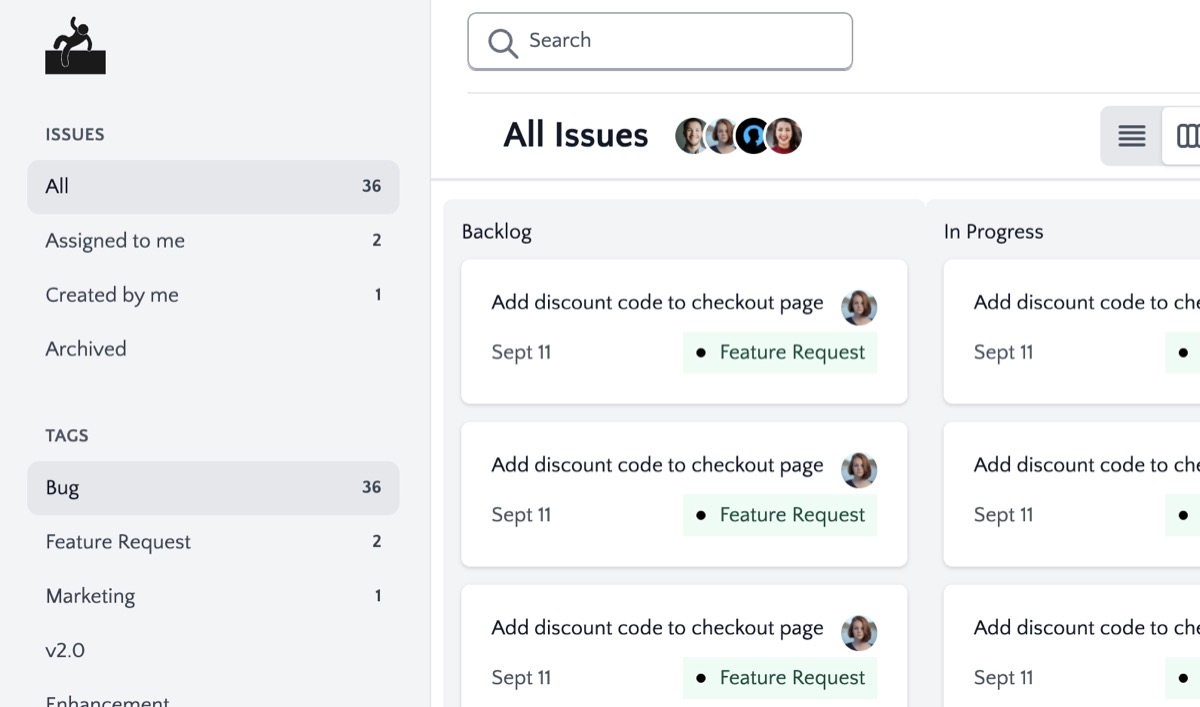 Search
All Issues
ISSUES
All 36
Assigned to me 2
Created by me 1
Archived
TAGS
Bug 36
Feature Request 2
Marketing 1
v2.0
Enhancement
Backlog
Add discount code to checkout page
Sept 11 Feature Request
Add discount code to checkout page
Sept 11 Feature Request
Add discount code to checkout page
Sept 11 Feature Request
In Progress
Add discount code to che
Sept 11
Add discount code to che
Sept 11
Add discount code to che
Sept 11